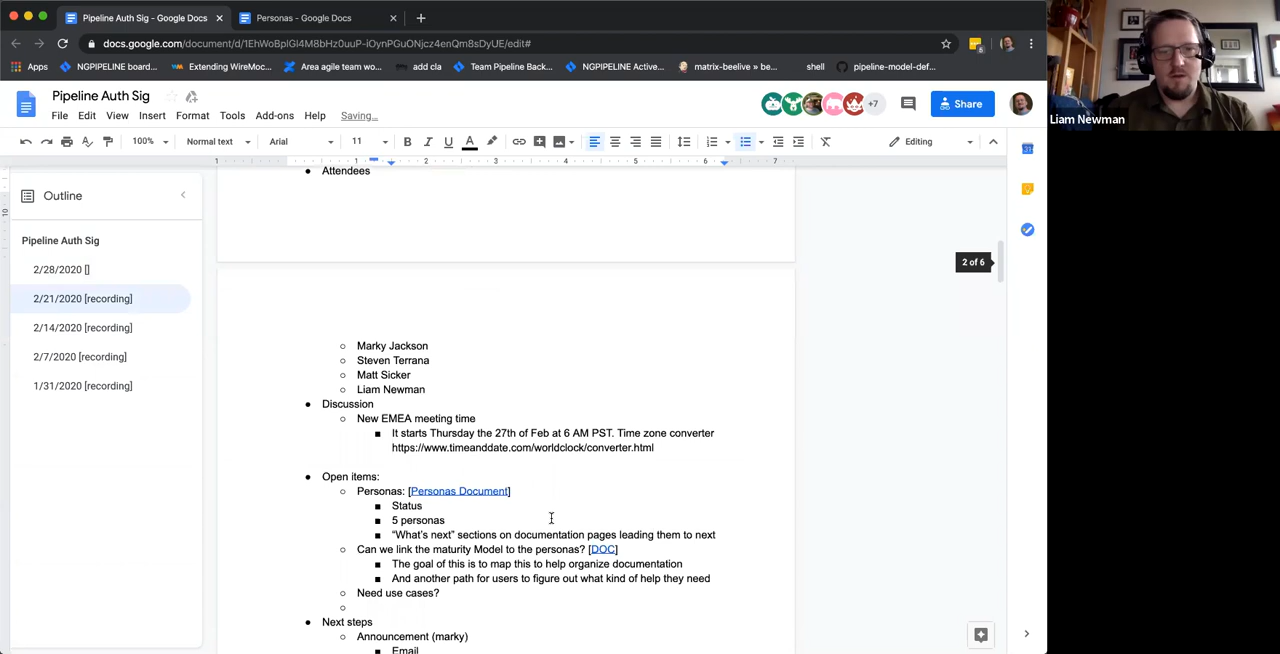 Pipeline Auth Sig - Google Docs
Personas - Google Docs
docs.google.com/document/d/1EhWoBplGl4M8bHz0uuP-iOynPGuONjcz4enQm8sDyUE/edit#
Apps
NGPIPELINE board...
Extending WireMoc...
Area agile team wo...
add cla
Team Pipeline Back...
NGPIPELINE Active...
matrix-beelive » be...
shell
pipeline-model-def...
Pipeline Auth Sig
File Edit View Insert Format Tools Add-ons Help Saving...
+7
Share
100% Normal text Arial 11 B I U A Editing
Liam Newman
Outline
Pipeline Auth Sig
2/28/2020 []
2/21/2020 [recording]
2/14/2020 [recording]
2/7/2020 [recording]
1/31/2020 [recording]
2 of 6
Attendees
Marky Jackson
Steven Terrana
Matt Sicker
Liam Newman
Discussion
New EMEA meeting time
It starts Thursday the 27th of Feb at 6 AM PST. Time zone converter
https://www.timeanddate.com/worldclock/converter.html
Open items:
Personas: [Personas Document]
Status
5 personas
“What’s next” sections on documentation pages leading them to next
Can we link the maturity Model to the personas? [DOC]
The goal of this is to map this to help organize documentation
And another path for users to figure out what kind of help they need
Need use cases?
Next steps
Announcement (marky)
Email